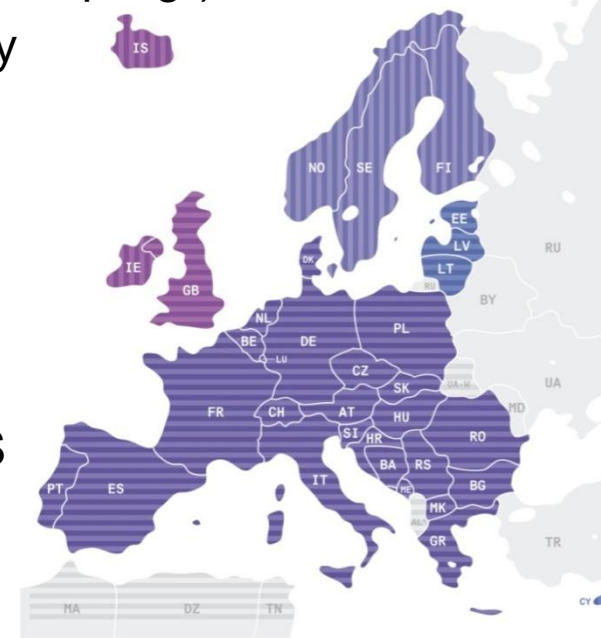 y
s
IS
NO
SE
FI
EE
LV
LT
RU
RU
DK
IE
GB
BY
NL
BE
DE
PL
LU
CZ
SK
UA-W
UA
MD
FR
CH
AT
HU
SI
HR
RO
BA
RS
IT
ME
BG
PT
ES
MK
AL*
GR
TR
CY
MA
DZ
TN